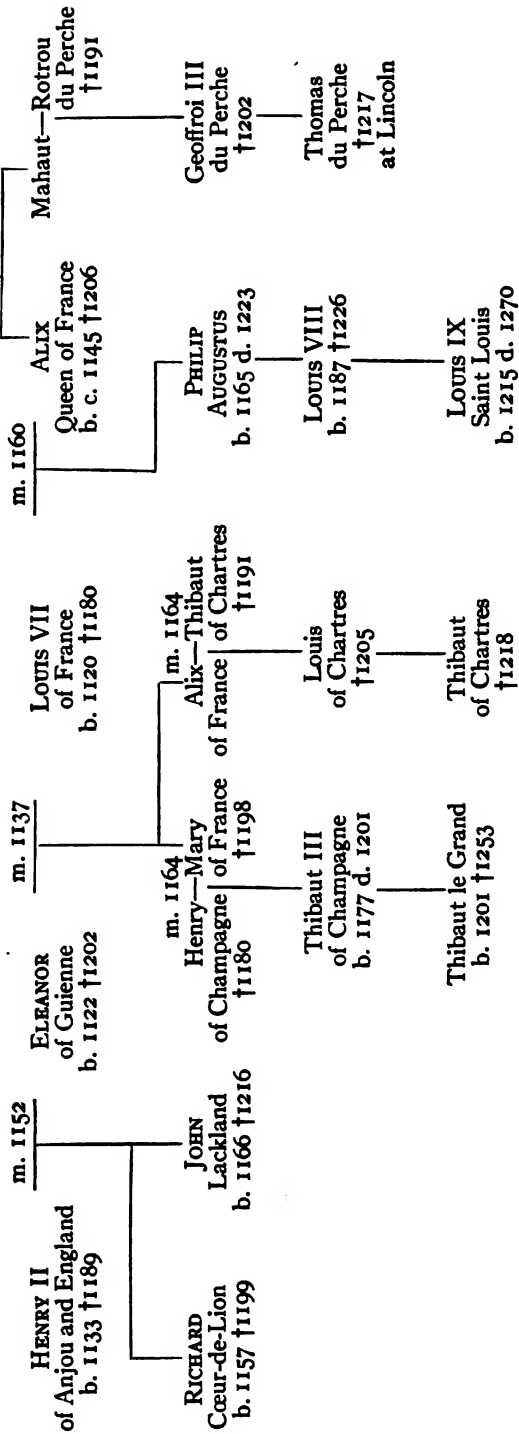 m. 1152
m. 1137
m. 1160
HENRY II
of Anjou and England
b. 1133 †1189
ELEANOR
of Guienne
b. 1122 †1202
LOUIS VII
of France
b. 1120 †1180
ALIX
Queen of France
b. c. 1145 †1206
Mahaut—Rotrou
du Perche
†1191
RICHARD
Cœur-de-Lion
b. 1157 †1199
JOHN
Lackland
b. 1166 †1216
m. 1164
Henry—Mary
of Champagne of France
†1180 †1198
m. 1164
Alix—Thibaut
of France of Chartres
†1191
PHILIP
AUGUSTUS
b. 1165 d. 1223
Geoffroi III
du Perche
†1202
Thibaut III
of Champagne
b. 1177 d. 1201
Louis
of Chartres
†1205
LOUIS VIII
b. 1187 †1226
Thomas
du Perche
†1217
at Lincoln
Thibaut le Grand
b. 1201 †1253
Thibaut
of Chartres
†1218
LOUIS IX
Saint Louis
b. 1215 d. 1270